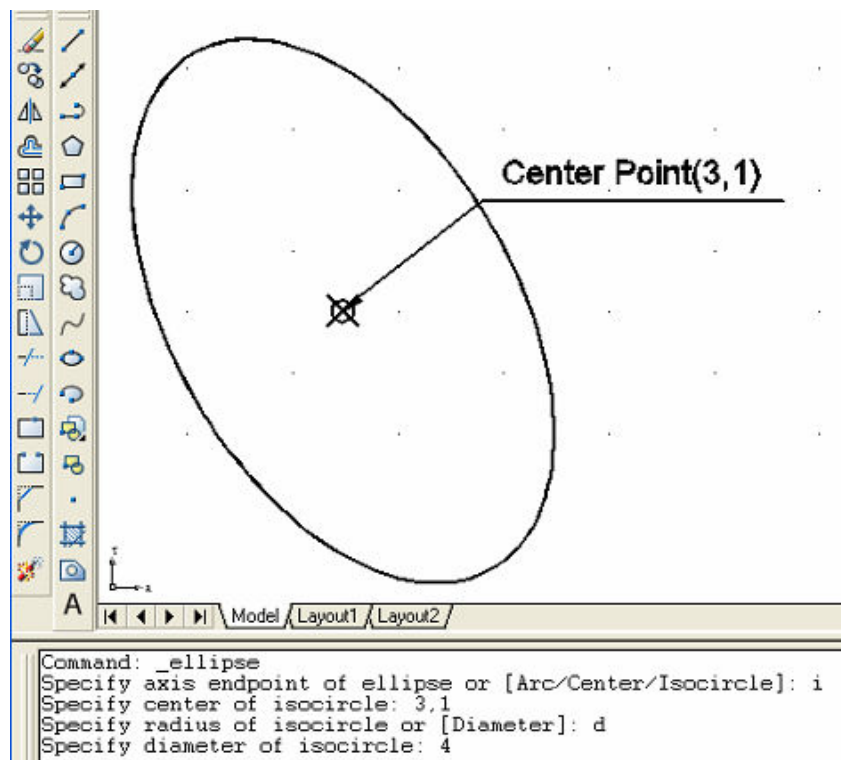 Center Point(3,1)
A
Model
Layout1
Layout2
Command: _ellipse
Specify axis endpoint of ellipse or [Arc/Center/Isocircle]: i
Specify center of isocircle: 3,1
Specify radius of isocircle or [Diameter]: d
Specify diameter of isocircle: 4